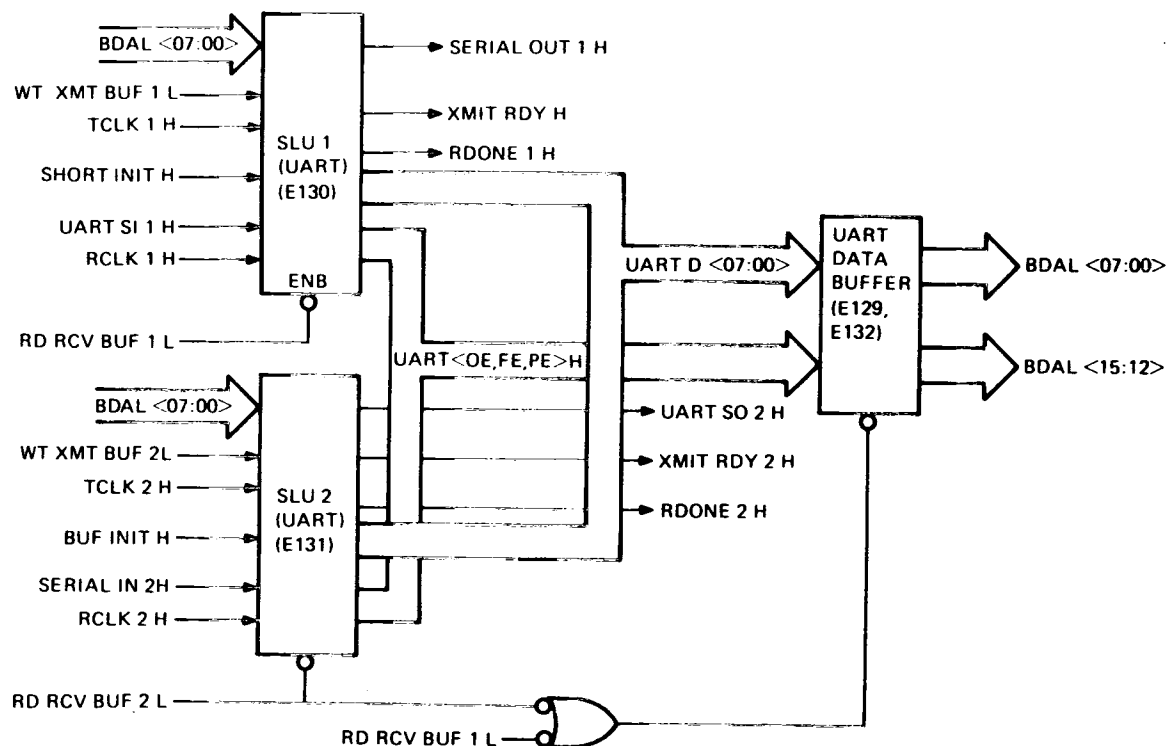 BDAL <07:00>
WT XMT BUF 1 L
TCLK 1 H
SHORT INIT H
UART SI 1 H
RCLK 1 H
SLU 1
(UART)
(E130)
ENB
RD RCV BUF 1 L
SERIAL OUT 1 H
XMIT RDY H
RDONE 1 H
UART D <07:00>
UART<OE,FE,PE>H
UART
DATA
BUFFER
(E129,
E132)
BDAL <07:00>
BDAL <15:12>
BDAL <07:00>
WT XMT BUF 2L
TCLK 2 H
BUF INIT H
SERIAL IN 2H
RCLK 2 H
SLU 2
(UART)
(E131)
UART SO 2 H
XMIT RDY 2 H
RDONE 2 H
RD RCV BUF 2 L
RD RCV BUF 1 L